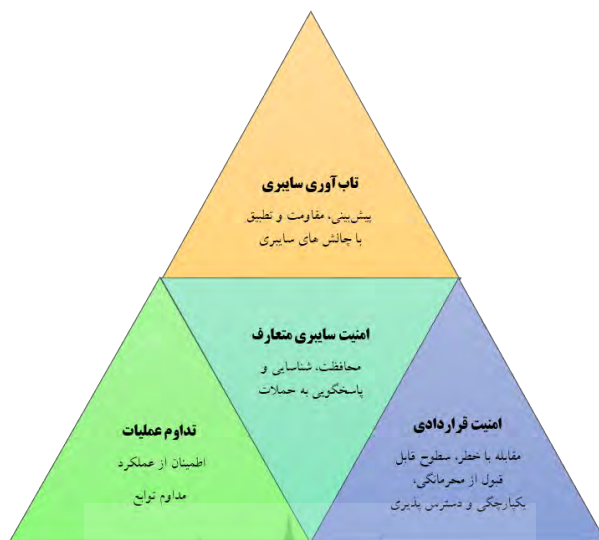 تاب‌آوری سایبری
پیش‌بینی، مقاومت و تطبیق
با چالش های سایبری
امنیت سایبری متعارف
محافظت، شناسایی و
پاسخگویی به حملات
امنیت قراردادی
مقابله با خطر، سطوح قابل
قبول از محرمانگی،
یکپارچگی و دسترس پذیری
تداوم عملیات
اطمینان از عملکرد
مداوم توابع